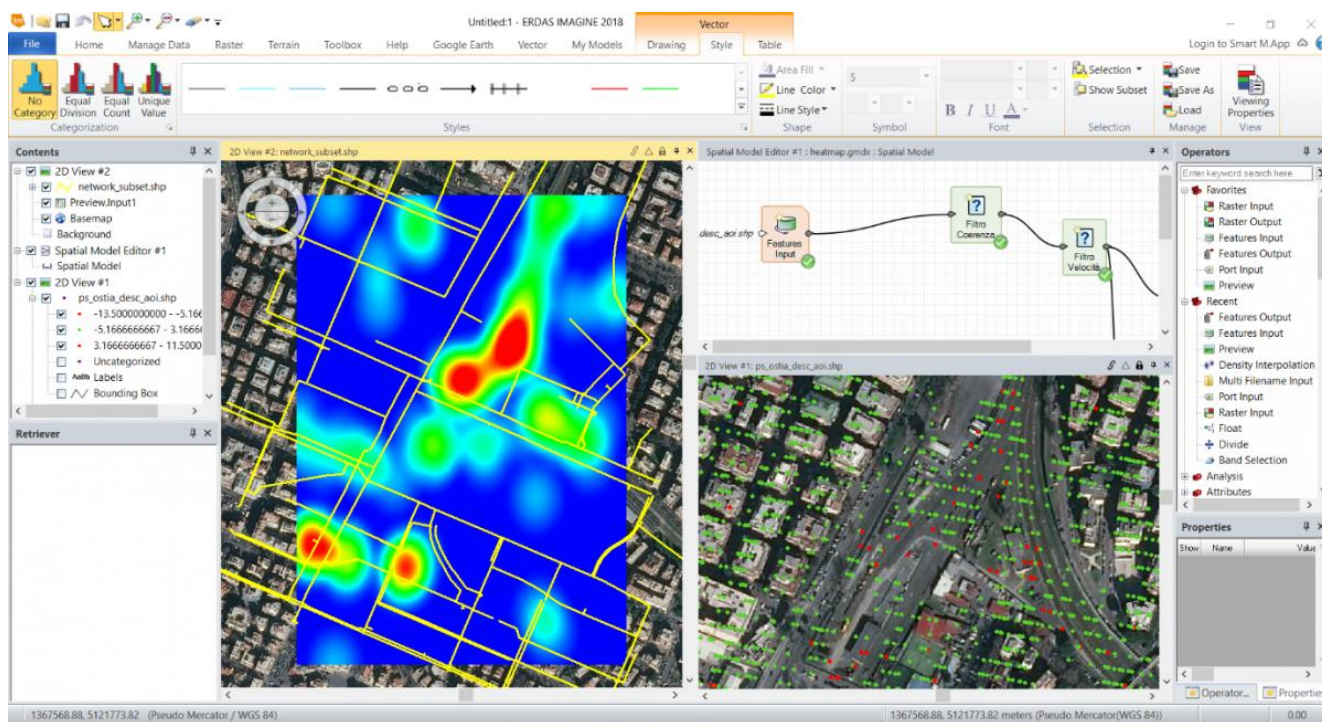 Untitled:1 - ERDAS IMAGINE 2018
Vector
File Home Manage Data Raster Terrain Toolbox Help Google Earth Vector My Models Drawing Style Table
Login to Smart M.App
No Category
Equal Division
Equal Count
Unique Value
Categorization
Styles
Area Fill
Line Color
Line Style
Shape
5
Symbol
B I U A
Font
Selection
Show Subset
Selection
Save
Save As
Load
Manage
Viewing Properties
View
Contents
2D View #2
network_subset.shp
Preview.Input1
Basemap
Background
Spatial Model Editor #1
Spatial Model
2D View #1
ps_ostia_desc_aoi.shp
-13.5000000000 - -5.166
-5.1666666667 - 3.1666
3.1666666667 - 11.5000
Uncategorized
AaBb Labels
Bounding Box
Retriever
2D View #2: network_subset.shp
Spatial Model Editor #1 : heatmap.gmdx : Spatial Model
desc_aoi.shp
Features Input
Filtro Coerenza
Filtro Velocità
2D View #1: ps_ostia_desc_aoi.shp
Operators
Enter keyword search here
Favorites
Raster Input
Raster Output
Features Input
Features Output
Port Input
Preview
Recent
Features Output
Features Input
Preview
Density Interpolation
Multi Filename Input
Port Input
Raster Input
Float
Divide
Band Selection
Analysis
Attributes
Properties
Show Name Value
Operator... Properties
1367568.88, 5121773.82 (Pseudo Mercator / WGS 84)
1367568.88, 5121773.82 meters (Pseudo Mercator(WGS 84))
0.00